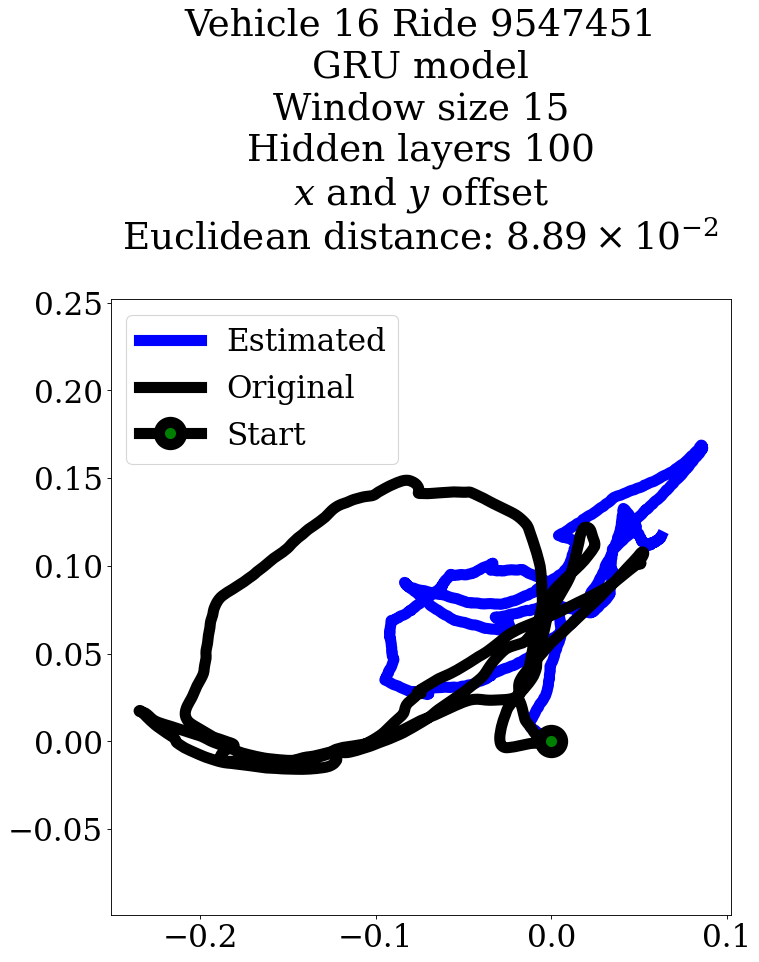 Vehicle 16 Ride 9547451
GRU model
Window size 15
Hidden layers 100
x and y offset
Euclidean distance: 8.89 × 10⁻²
0.25
Estimated
0.20
Original
Start
0.15
0.10
0.05
0.00
−0.05
−0.2 −0.1 0.0 0.1